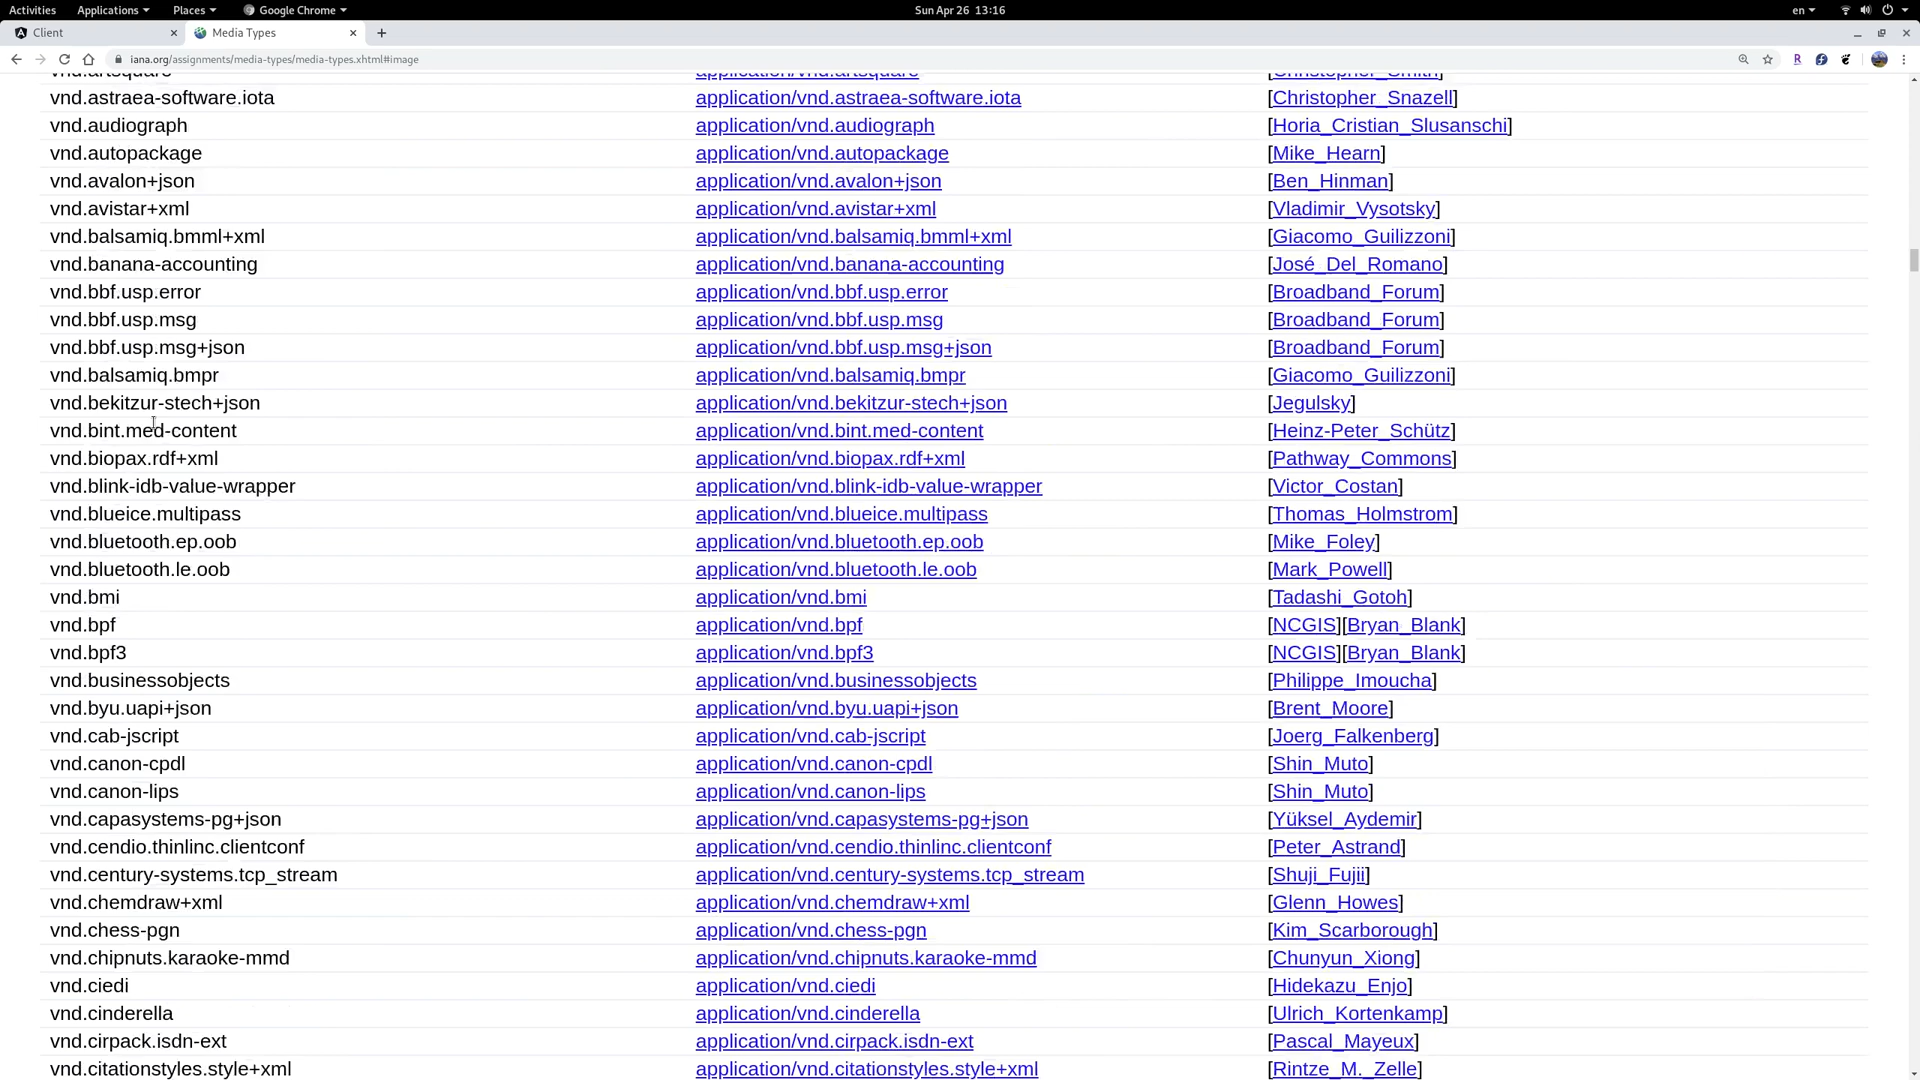 Activities Applications Places Google Chrome Sun Apr 26 13:16 en
Client Media Types
iana.org/assignments/media-types/media-types.xhtml#image
vnd.artsquare application/vnd.artsquare [Christopher_Smith]
vnd.astraea-software.iota application/vnd.astraea-software.iota [Christopher_Snazell]
vnd.audiograph application/vnd.audiograph [Horia_Cristian_Slusanschi]
vnd.autopackage application/vnd.autopackage [Mike_Hearn]
vnd.avalon+json application/vnd.avalon+json [Ben_Hinman]
vnd.avistar+xml application/vnd.avistar+xml [Vladimir_Vysotsky]
vnd.balsamiq.bmml+xml application/vnd.balsamiq.bmml+xml [Giacomo_Guilizzoni]
vnd.banana-accounting application/vnd.banana-accounting [José_Del_Romano]
vnd.bbf.usp.error application/vnd.bbf.usp.error [Broadband_Forum]
vnd.bbf.usp.msg application/vnd.bbf.usp.msg [Broadband_Forum]
vnd.bbf.usp.msg+json application/vnd.bbf.usp.msg+json [Broadband_Forum]
vnd.balsamiq.bmpr application/vnd.balsamiq.bmpr [Giacomo_Guilizzoni]
vnd.bekitzur-stech+json application/vnd.bekitzur-stech+json [Jegulsky]
vnd.bint.med-content application/vnd.bint.med-content [Heinz-Peter_Schütz]
vnd.biopax.rdf+xml application/vnd.biopax.rdf+xml [Pathway_Commons]
vnd.blink-idb-value-wrapper application/vnd.blink-idb-value-wrapper [Victor_Costan]
vnd.blueice.multipass application/vnd.blueice.multipass [Thomas_Holmstrom]
vnd.bluetooth.ep.oob application/vnd.bluetooth.ep.oob [Mike_Foley]
vnd.bluetooth.le.oob application/vnd.bluetooth.le.oob [Mark_Powell]
vnd.bmi application/vnd.bmi [Tadashi_Gotoh]
vnd.bpf application/vnd.bpf [NCGIS][Bryan_Blank]
vnd.bpf3 application/vnd.bpf3 [NCGIS][Bryan_Blank]
vnd.businessobjects application/vnd.businessobjects [Philippe_Imoucha]
vnd.byu.uapi+json application/vnd.byu.uapi+json [Brent_Moore]
vnd.cab-jscript application/vnd.cab-jscript [Joerg_Falkenberg]
vnd.canon-cpdl application/vnd.canon-cpdl [Shin_Muto]
vnd.canon-lips application/vnd.canon-lips [Shin_Muto]
vnd.capasystems-pg+json application/vnd.capasystems-pg+json [Yüksel_Aydemir]
vnd.cendio.thinlinc.clientconf application/vnd.cendio.thinlinc.clientconf [Peter_Astrand]
vnd.century-systems.tcp_stream application/vnd.century-systems.tcp_stream [Shuji_Fujii]
vnd.chemdraw+xml application/vnd.chemdraw+xml [Glenn_Howes]
vnd.chess-pgn application/vnd.chess-pgn [Kim_Scarborough]
vnd.chipnuts.karaoke-mmd application/vnd.chipnuts.karaoke-mmd [Chunyun_Xiong]
vnd.ciedi application/vnd.ciedi [Hidekazu_Enjo]
vnd.cinderella application/vnd.cinderella [Ulrich_Kortenkamp]
vnd.cirpack.isdn-ext application/vnd.cirpack.isdn-ext [Pascal_Mayeux]
vnd.citationstyles.style+xml application/vnd.citationstyles.style+xml [Rintze_M._Zelle]